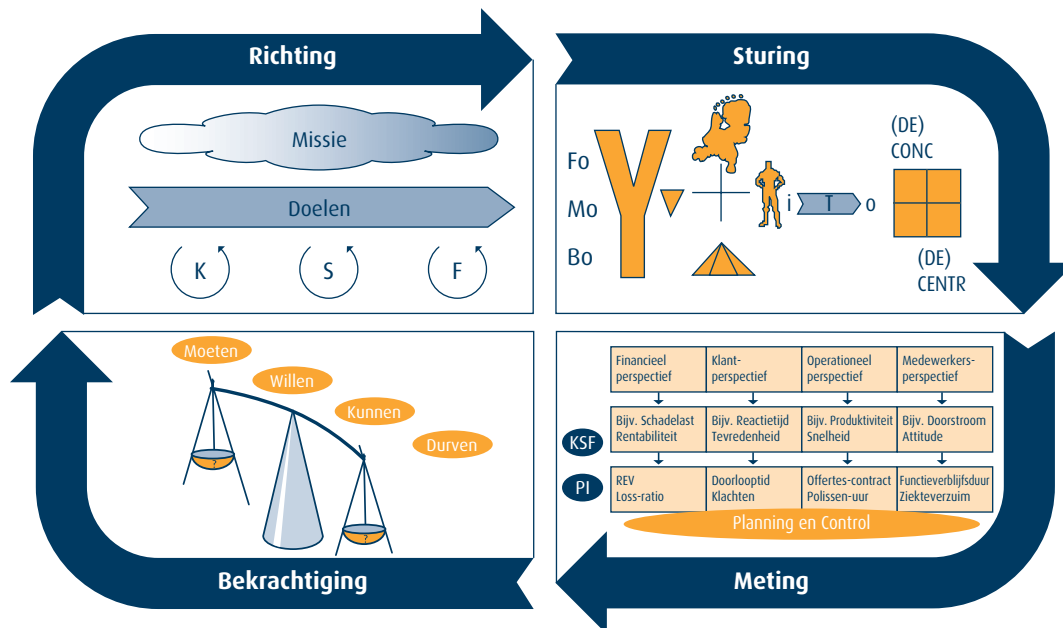 Richting
Missie
Doelen
K
S
F
Sturing
Fo
Mo
Bo
i
T
o
(DE)
CONC
(DE)
CENTR
Moeten
Willen
Kunnen
Durven
?
?
Bekrachtiging
Financieel
perspectief
Klant-
perspectief
Operationeel
perspectief
Medewerkers-
perspectief
KSF
Bijv. Schadelast
Rentabiliteit
Bijv. Reactietijd
Tevredenheid
Bijv. Produktiviteit
Snelheid
Bijv. Doorstroom
Attitude
PI
REV
Loss-ratio
Doorlooptid
Klachten
Offertes-contract
Polissen-uur
Functieverblijfsduur
Ziekteverzuim
Planning en Control
Meting